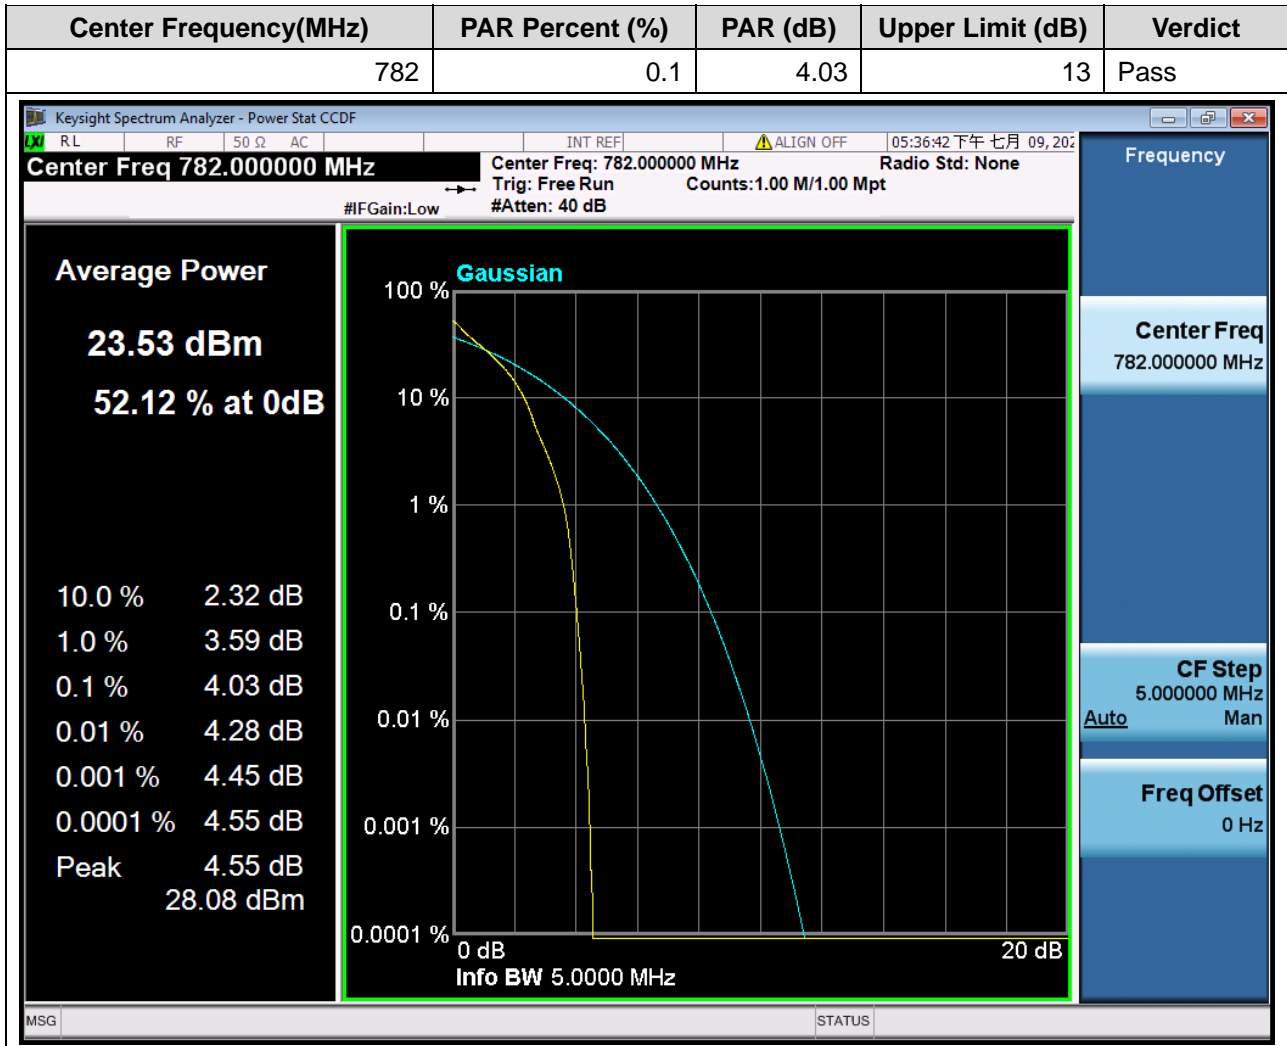 Center Frequency(MHz) PAR Percent (%) PAR (dB) Upper Limit (dB) Verdict
782 0.1 4.03 13 Pass
Keysight Spectrum Analyzer - Power Stat CCDF
LXI RL RF 50 Ω AC INT REF ALIGN OFF 05:36:42 下午 七月 09, 202
Center Freq 782.000000 MHz
Center Freq: 782.000000 MHz Radio Std: None
Trig: Free Run Counts:1.00 M/1.00 Mpt
#IFGain:Low #Atten: 40 dB
Average Power
23.53 dBm
52.12 % at 0dB
10.0 % 2.32 dB
1.0 % 3.59 dB
0.1 % 4.03 dB
0.01 % 4.28 dB
0.001 % 4.45 dB
0.0001 % 4.55 dB
Peak 4.55 dB
28.08 dBm
Gaussian
100 %
10 %
1 %
0.1 %
0.01 %
0.001 %
0.0001 %
0 dB 20 dB
Info BW 5.0000 MHz
Frequency
Center Freq
782.000000 MHz
CF Step
5.000000 MHz
Auto Man
Freq Offset
0 Hz
MSG STATUS